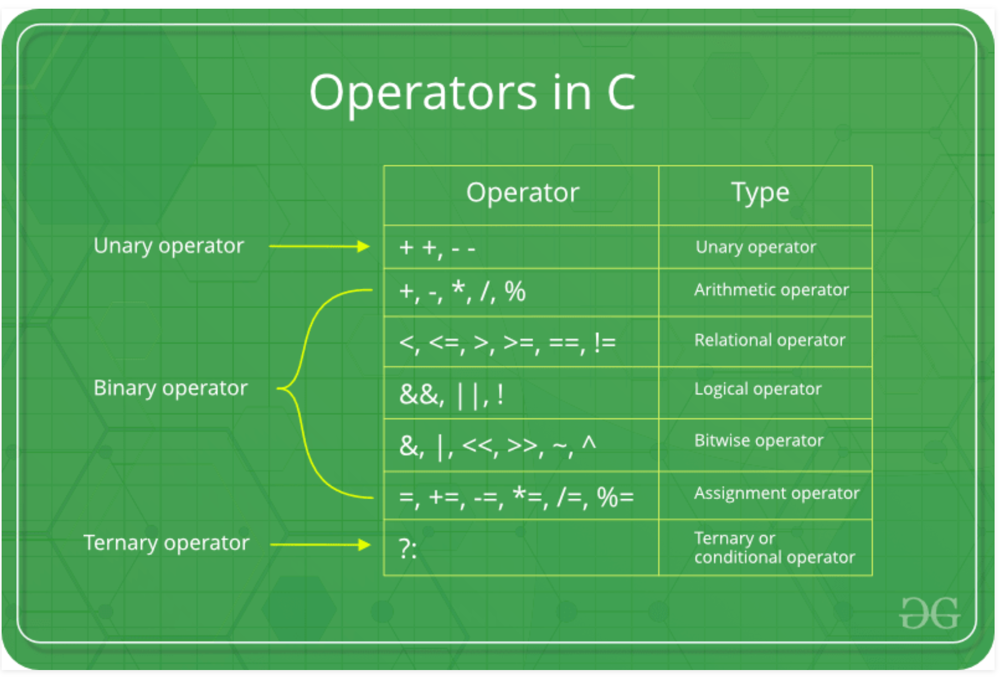 Operators in C
Operator Type
Unary operator + +, - - Unary operator
+, -, *, /, % Arithmetic operator
<, <=, >, >=, ==, != Relational operator
Binary operator &&, ||, ! Logical operator
&, |, <<, >>, ~, ^ Bitwise operator
=, +=, -=, *=, /=, %= Assignment operator
Ternary operator ?: Ternary or
conditional operator